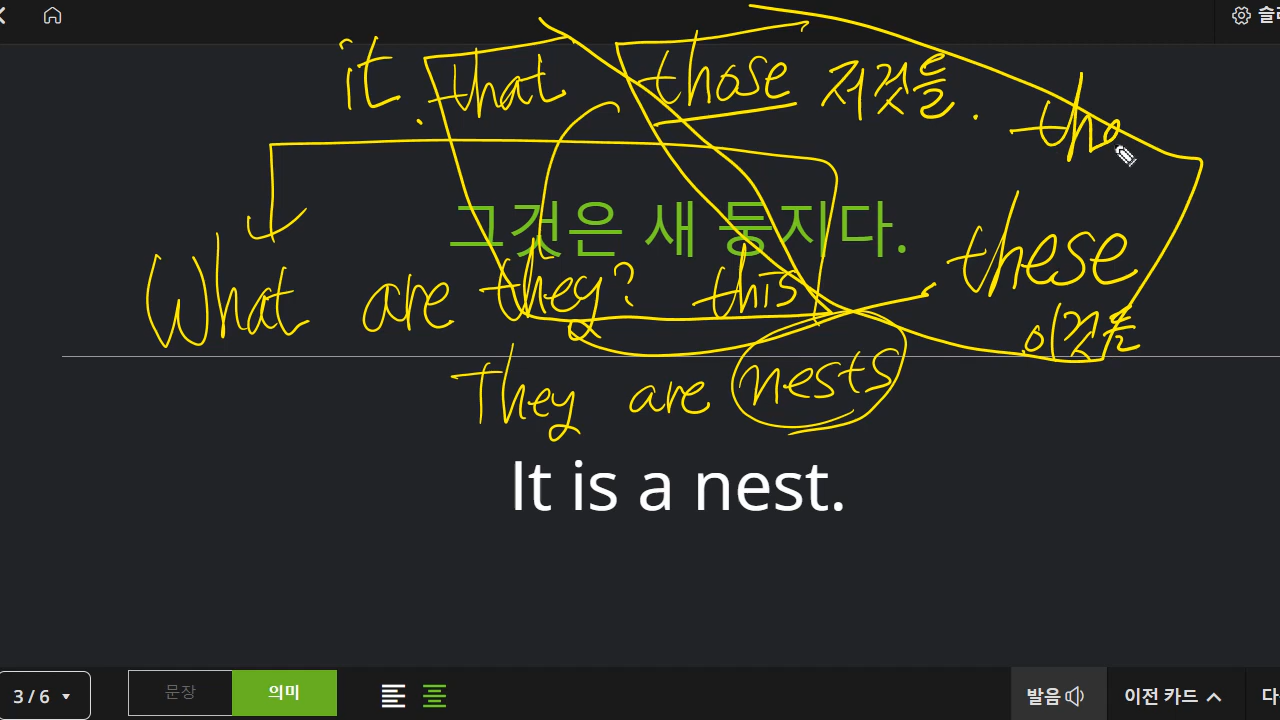 슬
it that those 저것들. tho
그것은 새 둥지다.
What are they? this these
이것들
They are nests
It is a nest.
3 / 6 문장 의미 발음 이전 카드 다